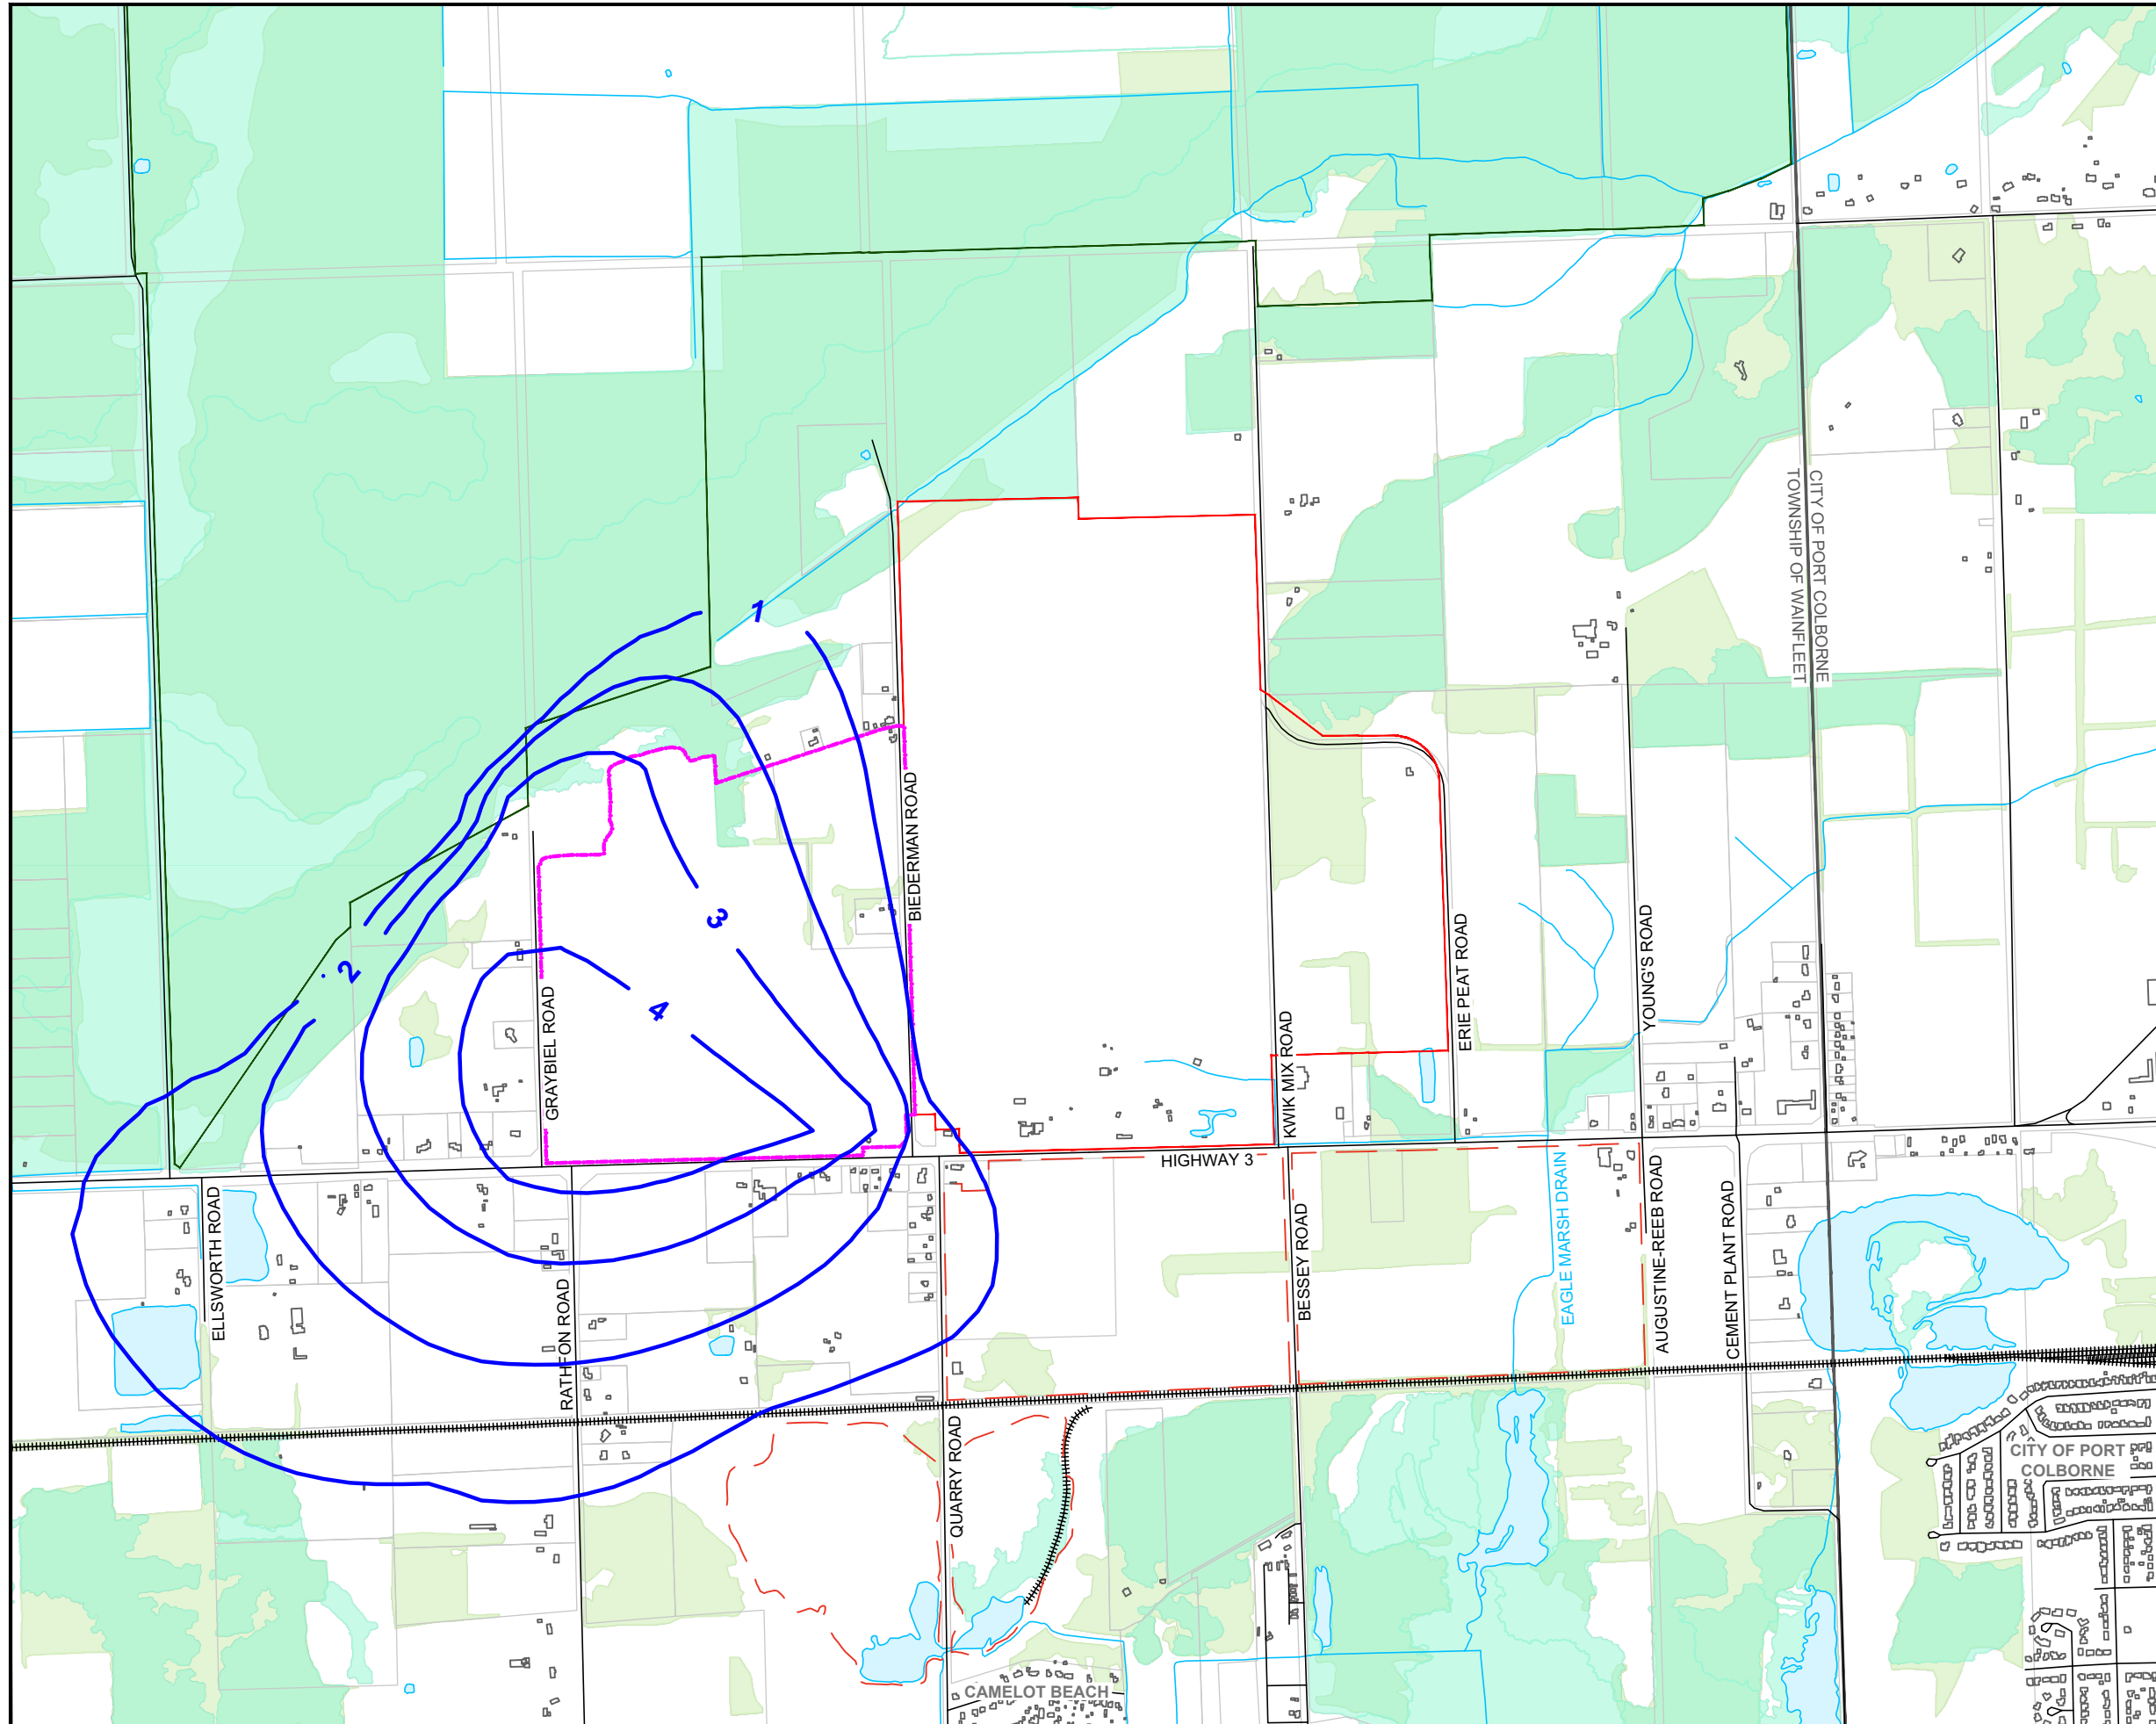 CITY OF PORT COLBORNE
TOWNSHIP OF WAINFLEET
1
BIEDERMAN ROAD
3
2
4
GRAYBIEL ROAD
KWIK MIX ROAD
ERIE PEAT ROAD
YOUNG'S ROAD
HIGHWAY 3
ELLSWORTH ROAD
RATHFON ROAD
BESSEY ROAD
EAGLE MARSH DRAIN
AUGUSTINE-REEB ROAD
CEMENT PLANT ROAD
QUARRY ROAD
CITY OF PORT
COLBORNE
CAMELOT BEACH